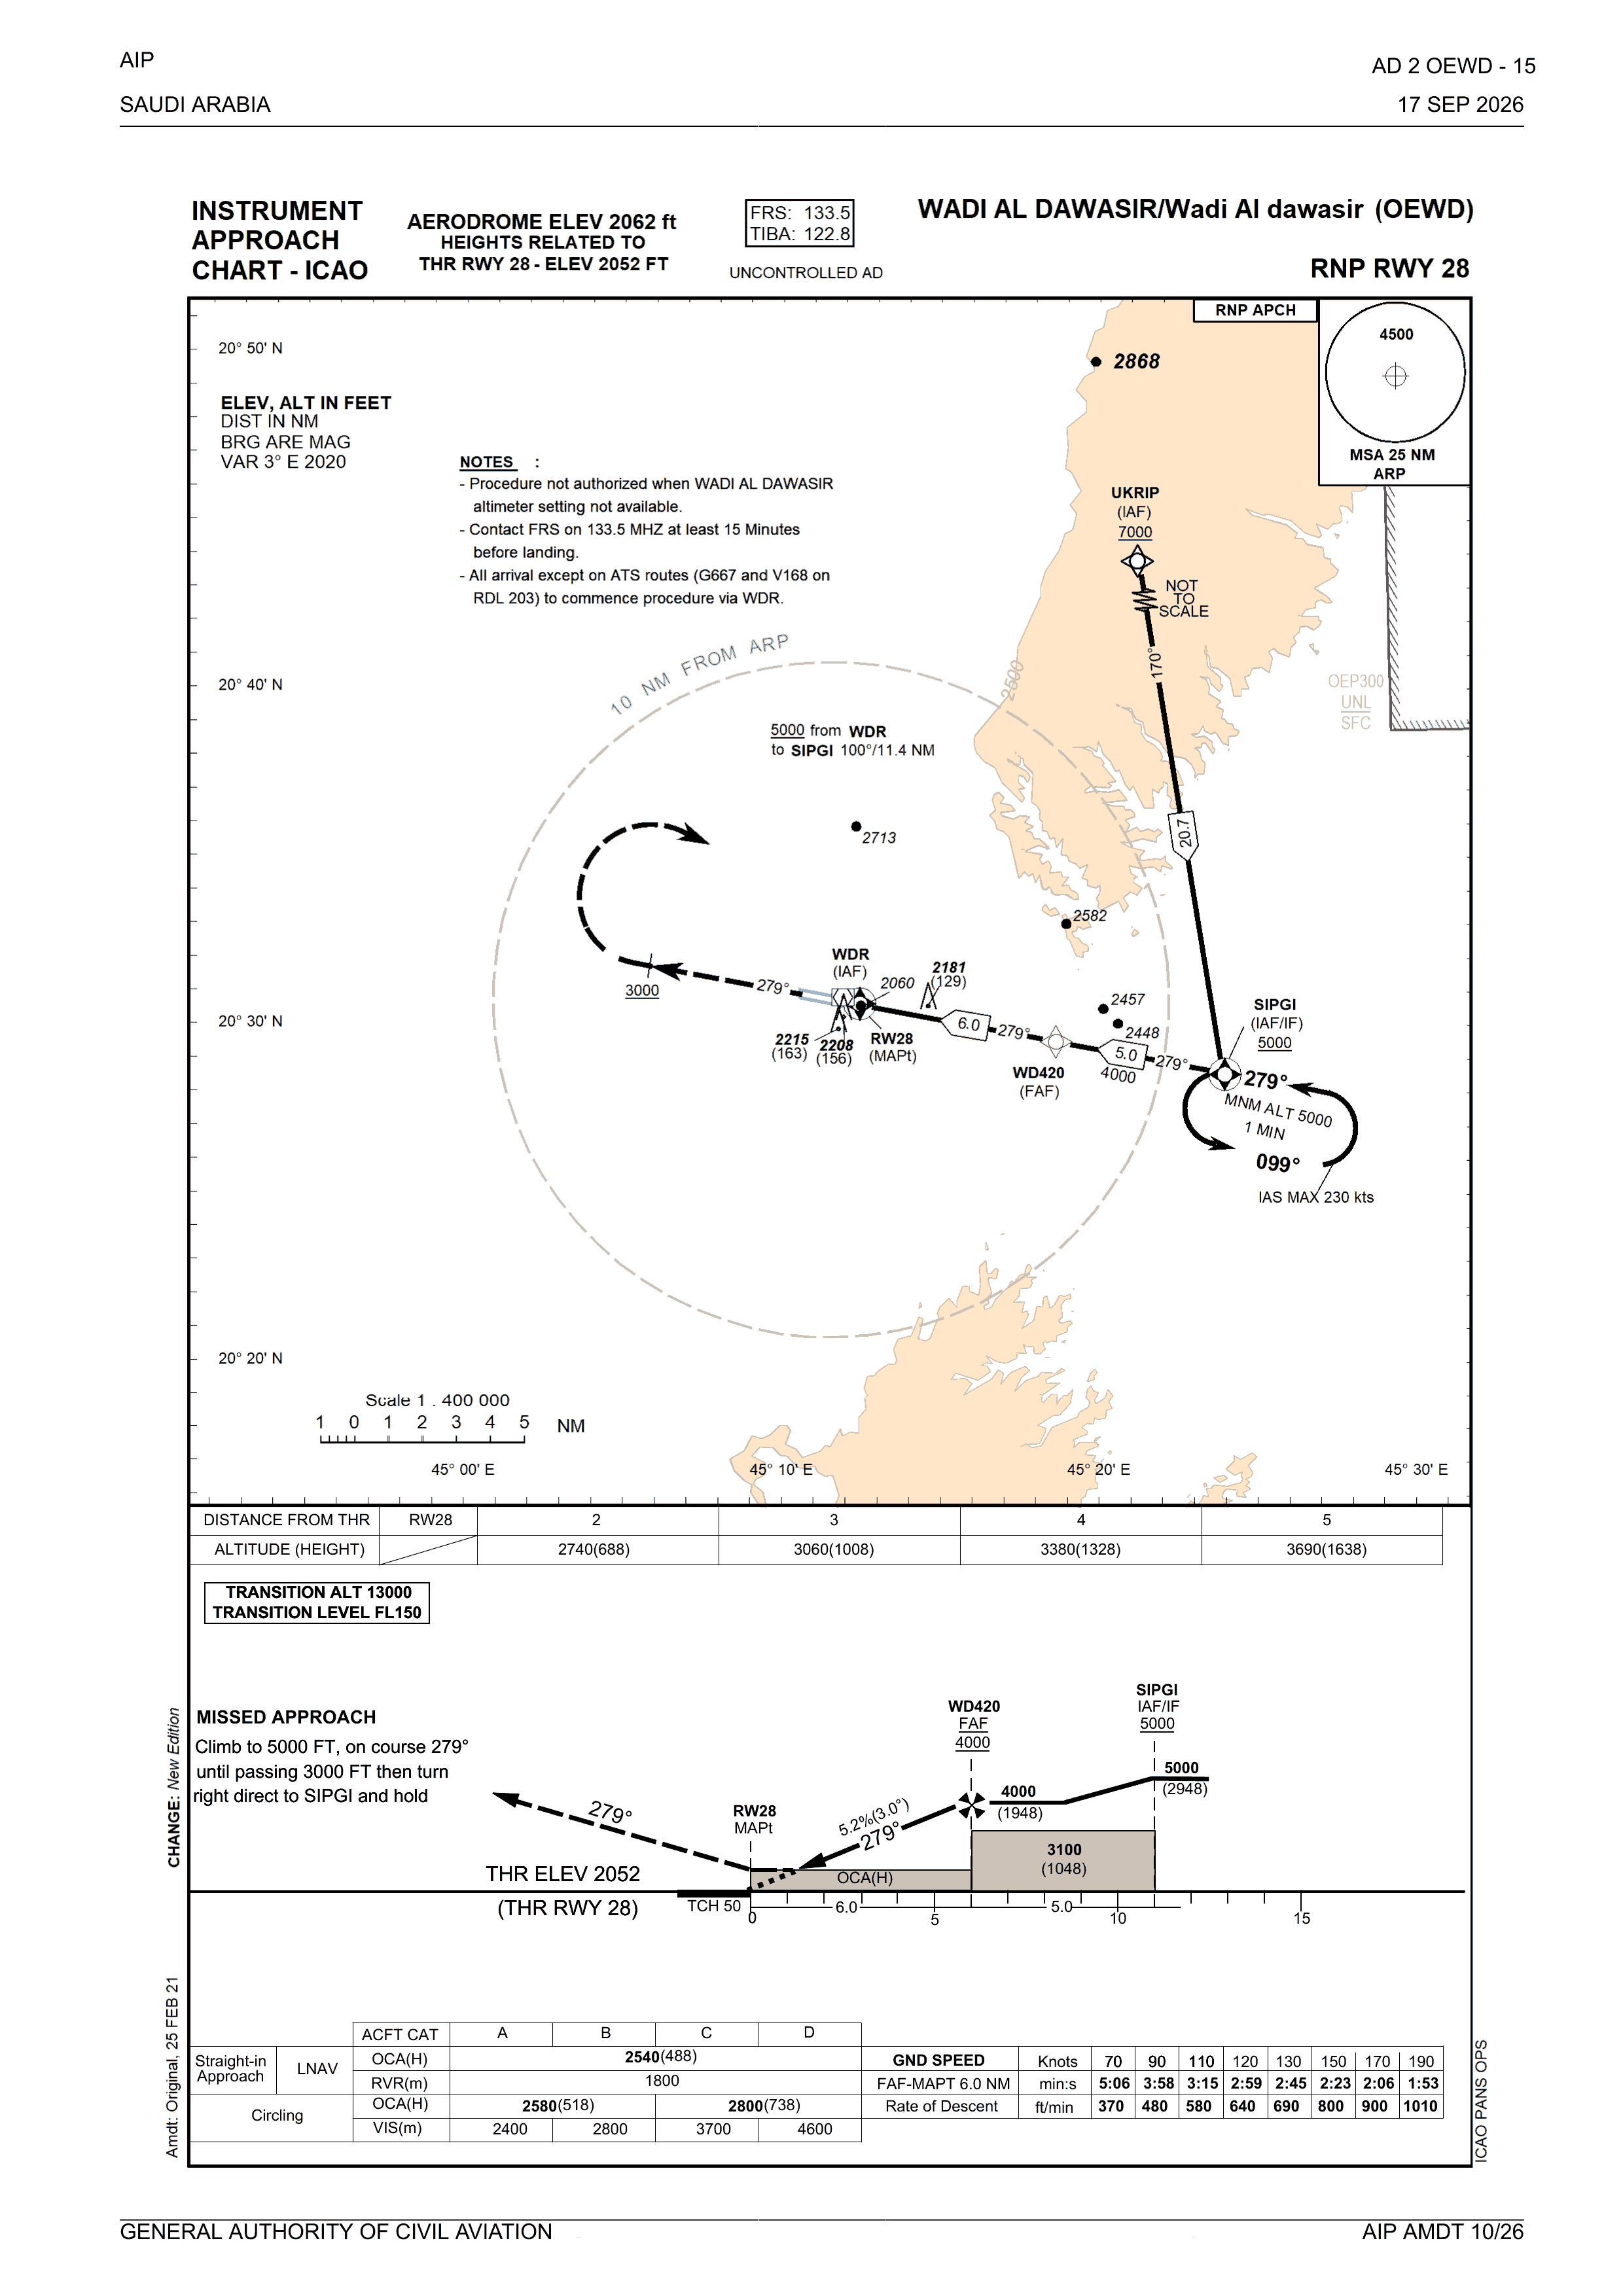 AIP
AD 2 OEWD - 15
SAUDI ARABIA
17 SEP 2026
INSTRUMENT
APPROACH
CHART - ICAO
AERODROME ELEV 2062 ft
HEIGHTS RELATED TO
THR RWY 28 - ELEV 2052 FT
FRS: 133.5
TIBA: 122.8
UNCONTROLLED AD
WADI AL DAWASIR/Wadi Al dawasir (OEWD)
RNP RWY 28
RNP APCH
4500
MSA 25 NM
ARP
20° 50' N
2868
ELEV, ALT IN FEET
DIST IN NM
BRG ARE MAG
VAR 3° E 2020
NOTES :
- Procedure not authorized when WADI AL DAWASIR
altimeter setting not available.
- Contact FRS on 133.5 MHZ at least 15 Minutes
before landing.
- All arrival except on ATS routes (G667 and V168 on
RDL 203) to commence procedure via WDR.
UKRIP
(IAF)
7000
NOT
TO
SCALE
170°
10 NM FROM ARP
2500
20° 40' N
OEP300
UNL
SFC
5000 from WDR
to SIPGI 100°/11.4 NM
20.7
2713
2582
WDR
(IAF)
2060
2181
(129)
279°
3000
2457
2448
SIPGI
(IAF/IF)
5000
20° 30' N
6.0
279°
5.0
279°
4000
2215
(163)
2208
(156)
RW28
(MAPt)
WD420
(FAF)
279°
MNM ALT 5000
1 MIN
099°
IAS MAX 230 kts
20° 20' N
Scale 1 . 400 000
1 0 1 2 3 4 5 NM
45° 00' E
45° 10' E
45° 20' E
45° 30' E
DISTANCE FROM THR RW28 2 3 4 5
ALTITUDE (HEIGHT) 2740(688) 3060(1008) 3380(1328) 3690(1638)
TRANSITION ALT 13000
TRANSITION LEVEL FL150
MISSED APPROACH
Climb to 5000 FT, on course 279°
until passing 3000 FT then turn
right direct to SIPGI and hold
SIPGI
IAF/IF
5000
WD420
FAF
4000
5000
(2948)
4000
(1948)
RW28
MAPt
279°
5.2%(3.0°)
279°
3100
(1048)
OCA(H)
THR ELEV 2052
(THR RWY 28)
TCH 50
6.0
5.0
0 5 10 15
CHANGE: New Edition
Amdt: Original, 25 FEB 21
ICAO PANS OPS
ACFT CAT A B C D
Straight-in
Approach
LNAV
OCA(H) 2540(488)
RVR(m) 1800
Circling
OCA(H) 2580(518) 2800(738)
VIS(m) 2400 2800 3700 4600
GND SPEED Knots 70 90 110 120 130 150 170 190
FAF-MAPT 6.0 NM min:s 5:06 3:58 3:15 2:59 2:45 2:23 2:06 1:53
Rate of Descent ft/min 370 480 580 640 690 800 900 1010
GENERAL AUTHORITY OF CIVIL AVIATION
AIP AMDT 10/26